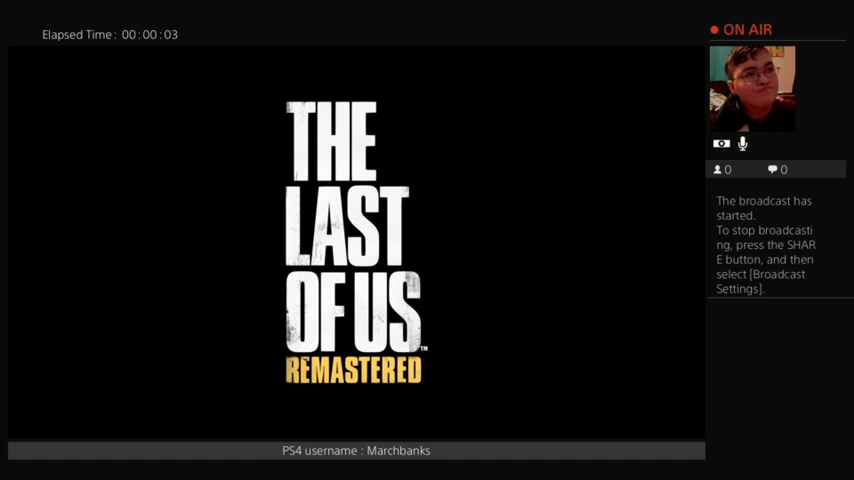 Elapsed Time: 00:00:03
ON AIR
0 0
THE
LAST
OF US™
REMASTERED
The broadcast has
started.
To stop broadcasti
ng, press the SHAR
E button, and then
select [Broadcast
Settings].
PS4 username : Marchbanks